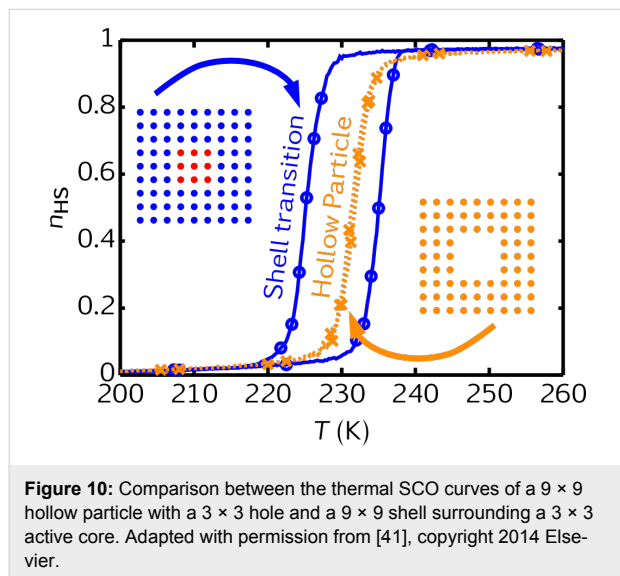 1
0.8
0.6
0.4
0.2
0
nHS
Shell transition
Hollow Particle
200 210 220 230 240 250 260
T (K)
Figure 10: Comparison between the thermal SCO curves of a 9 × 9
hollow particle with a 3 × 3 hole and a 9 × 9 shell surrounding a 3 × 3
active core. Adapted with permission from [41], copyright 2014 Else-
vier.